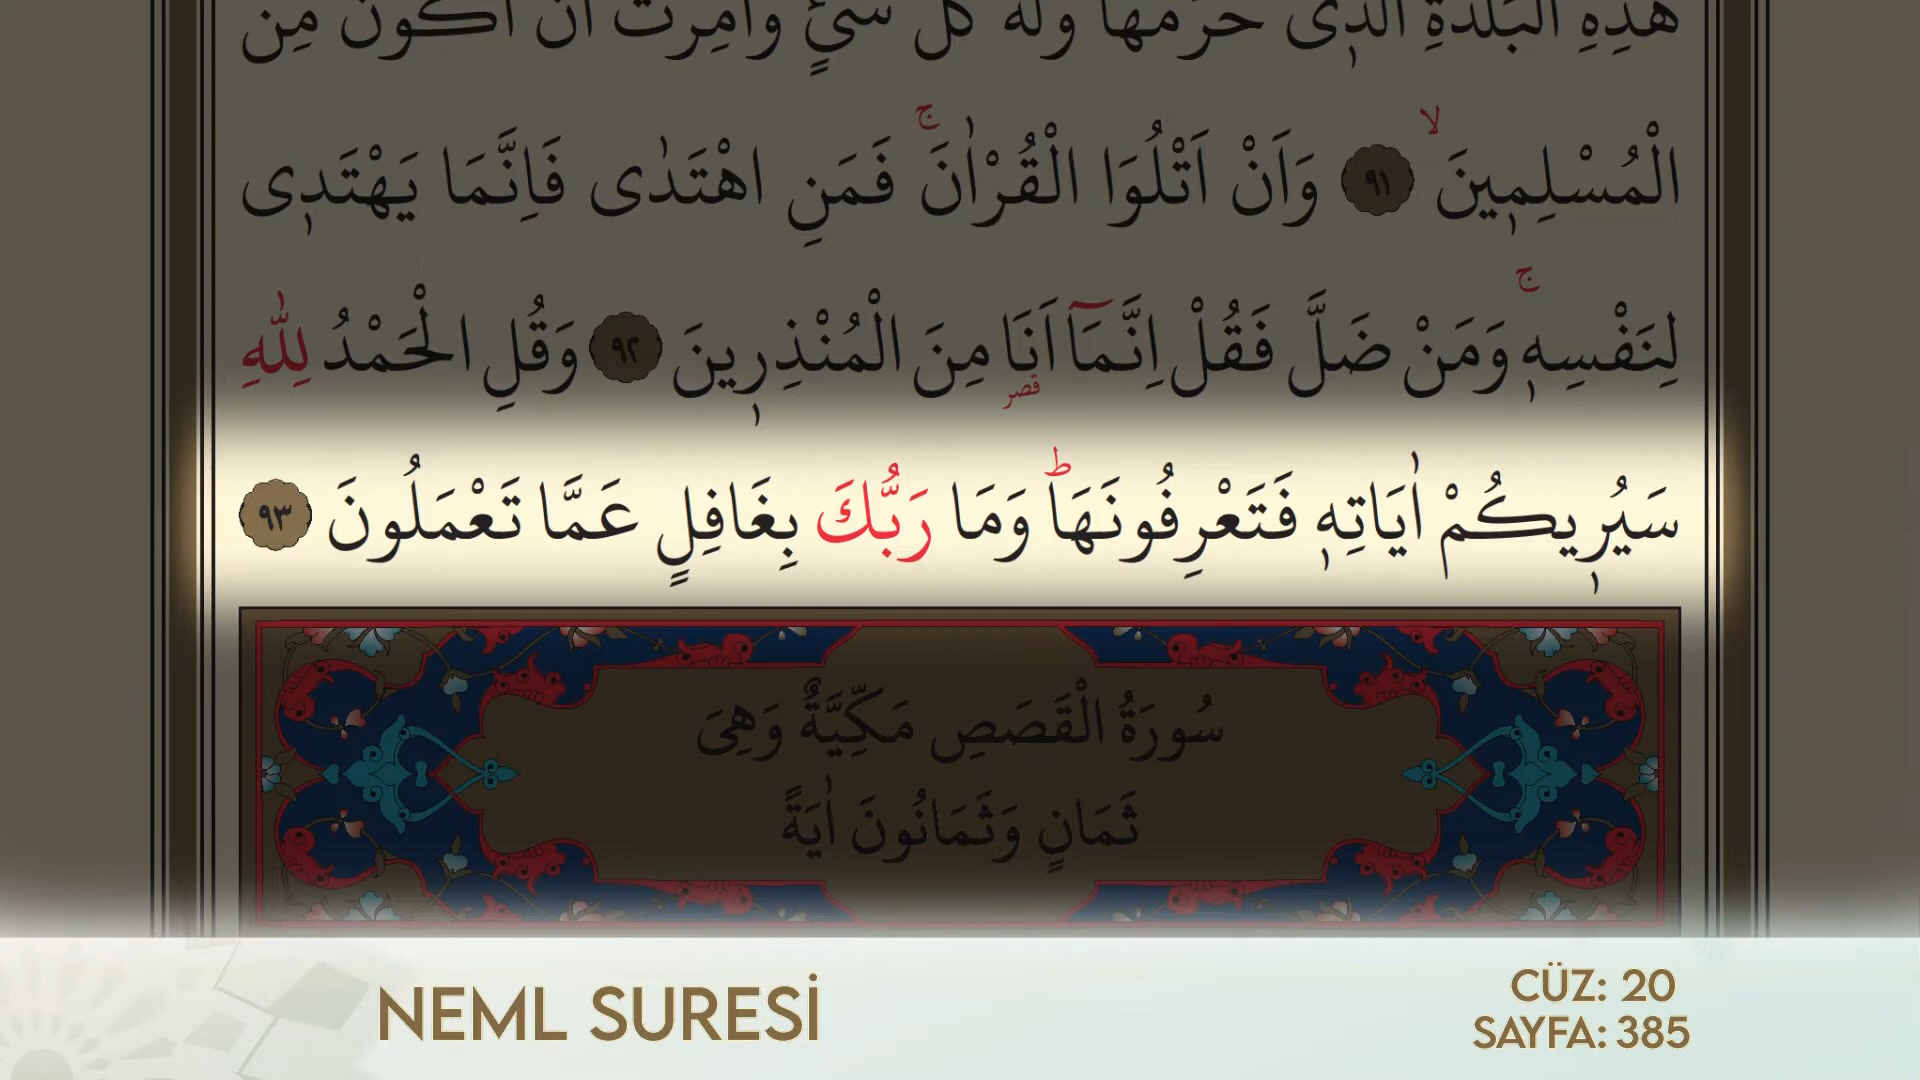 هٰذِهِ الْبَلْدَةِ الَّذٖى حَرَّمَهَا وَلَهُ كُلُّ شَیْءٍ وَاُمِرْتُ اَنْ اَكُونَ مِنَ
الْمُسْلِمٖينَۙ ٩١ وَاَنْ اَتْلُوَا الْقُرْاٰنَۚ فَمَنِ اهْتَدٰى فَاِنَّمَا يَهْتَدٖى
لِنَفْسِهٖۚ وَمَنْ ضَلَّ فَقُلْ اِنَّمَٓا اَنَا۬ مِنَ الْمُنْذِرٖينَ ٩٢ وَقُلِ الْحَمْدُ لِلّٰهِ
قصر
سَيُرٖيكُمْ اٰيَاتِهٖ فَتَعْرِفُونَهَاؕ وَمَا رَبُّكَ بِغَافِلٍ عَمَّا تَعْمَلُونَ ٩٣
سُورَةُ الْقَصَصِ مَكِّيَّةٌ وَهِىَ
ثَمَانٍ وَثَمَانُونَ اٰيَةً
NEML SURESİ
CÜZ: 20
SAYFA: 385